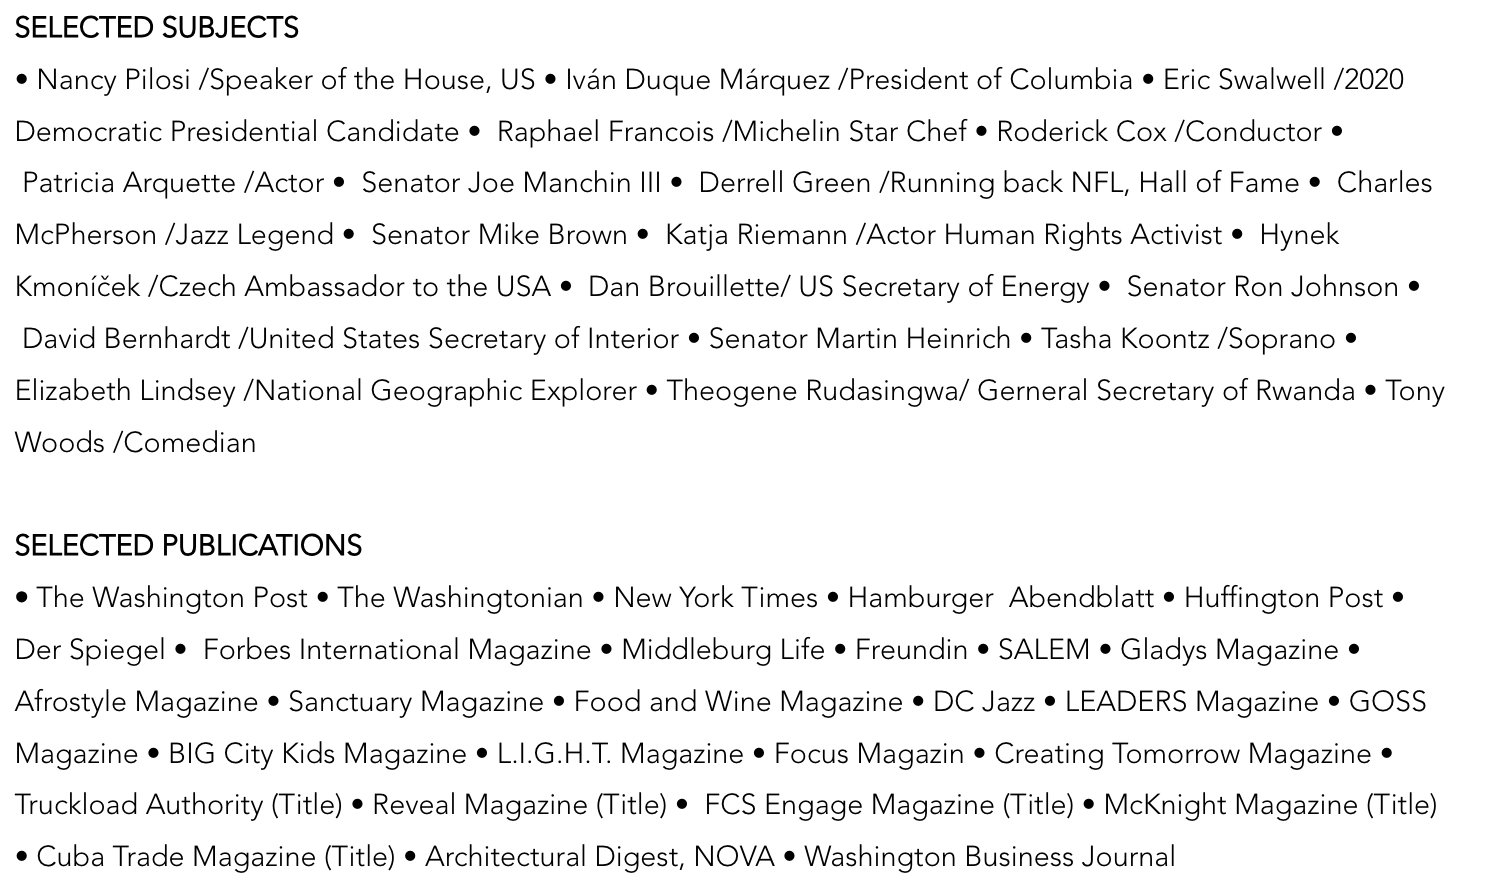 SELECTED SUBJECTS
• Nancy Pilosi /Speaker of the House, US • Iván Duque Márquez /President of Columbia • Eric Swalwell /2020
Democratic Presidential Candidate •  Raphael Francois /Michelin Star Chef • Roderick Cox /Conductor •
Patricia Arquette /Actor •  Senator Joe Manchin III •  Derrell Green /Running back NFL, Hall of Fame •  Charles
McPherson /Jazz Legend •  Senator Mike Brown •  Katja Riemann /Actor Human Rights Activist •  Hynek
Kmoníček /Czech Ambassador to the USA •  Dan Brouillette/ US Secretary of Energy •  Senator Ron Johnson •
David Bernhardt /United States Secretary of Interior • Senator Martin Heinrich • Tasha Koontz /Soprano •
Elizabeth Lindsey /National Geographic Explorer • Theogene Rudasingwa/ Gerneral Secretary of Rwanda • Tony
Woods /Comedian
SELECTED PUBLICATIONS
• The Washington Post • The Washingtonian • New York Times • Hamburger  Abendblatt • Huffington Post •
Der Spiegel •  Forbes International Magazine • Middleburg Life • Freundin • SALEM • Gladys Magazine •
Afrostyle Magazine • Sanctuary Magazine • Food and Wine Magazine • DC Jazz • LEADERS Magazine • GOSS
Magazine • BIG City Kids Magazine • L.I.G.H.T. Magazine • Focus Magazin • Creating Tomorrow Magazine •
Truckload Authority (Title) • Reveal Magazine (Title) •  FCS Engage Magazine (Title) • McKnight Magazine (Title)
• Cuba Trade Magazine (Title) • Architectural Digest, NOVA • Washington Business Journal